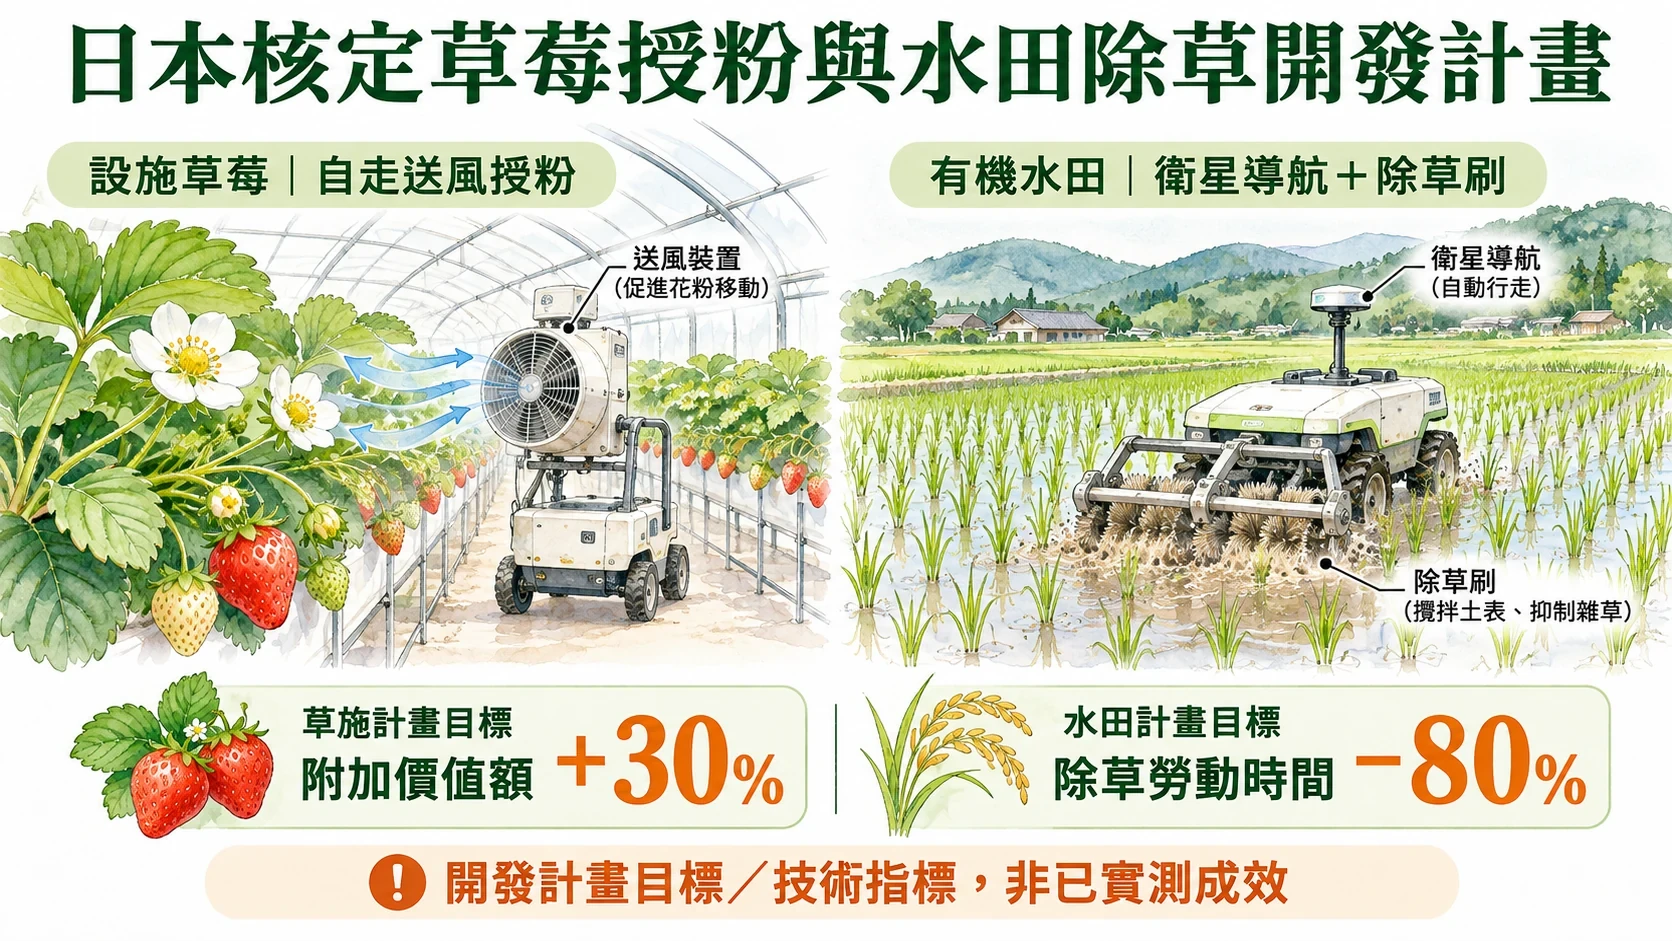 日本核定草莓授粉與水田除草開發計畫
設施草莓｜自走送風授粉
有機水田｜衛星導航＋除草刷
送風裝置
（促進花粉移動）
衛星導航
（自動行走）
除草刷
（攪拌土表、抑制雜草）
草施計畫目標
附加價值額 +30%
水田計畫目標
除草勞動時間 −80%
! 開發計畫目標／技術指標，非已實測成效